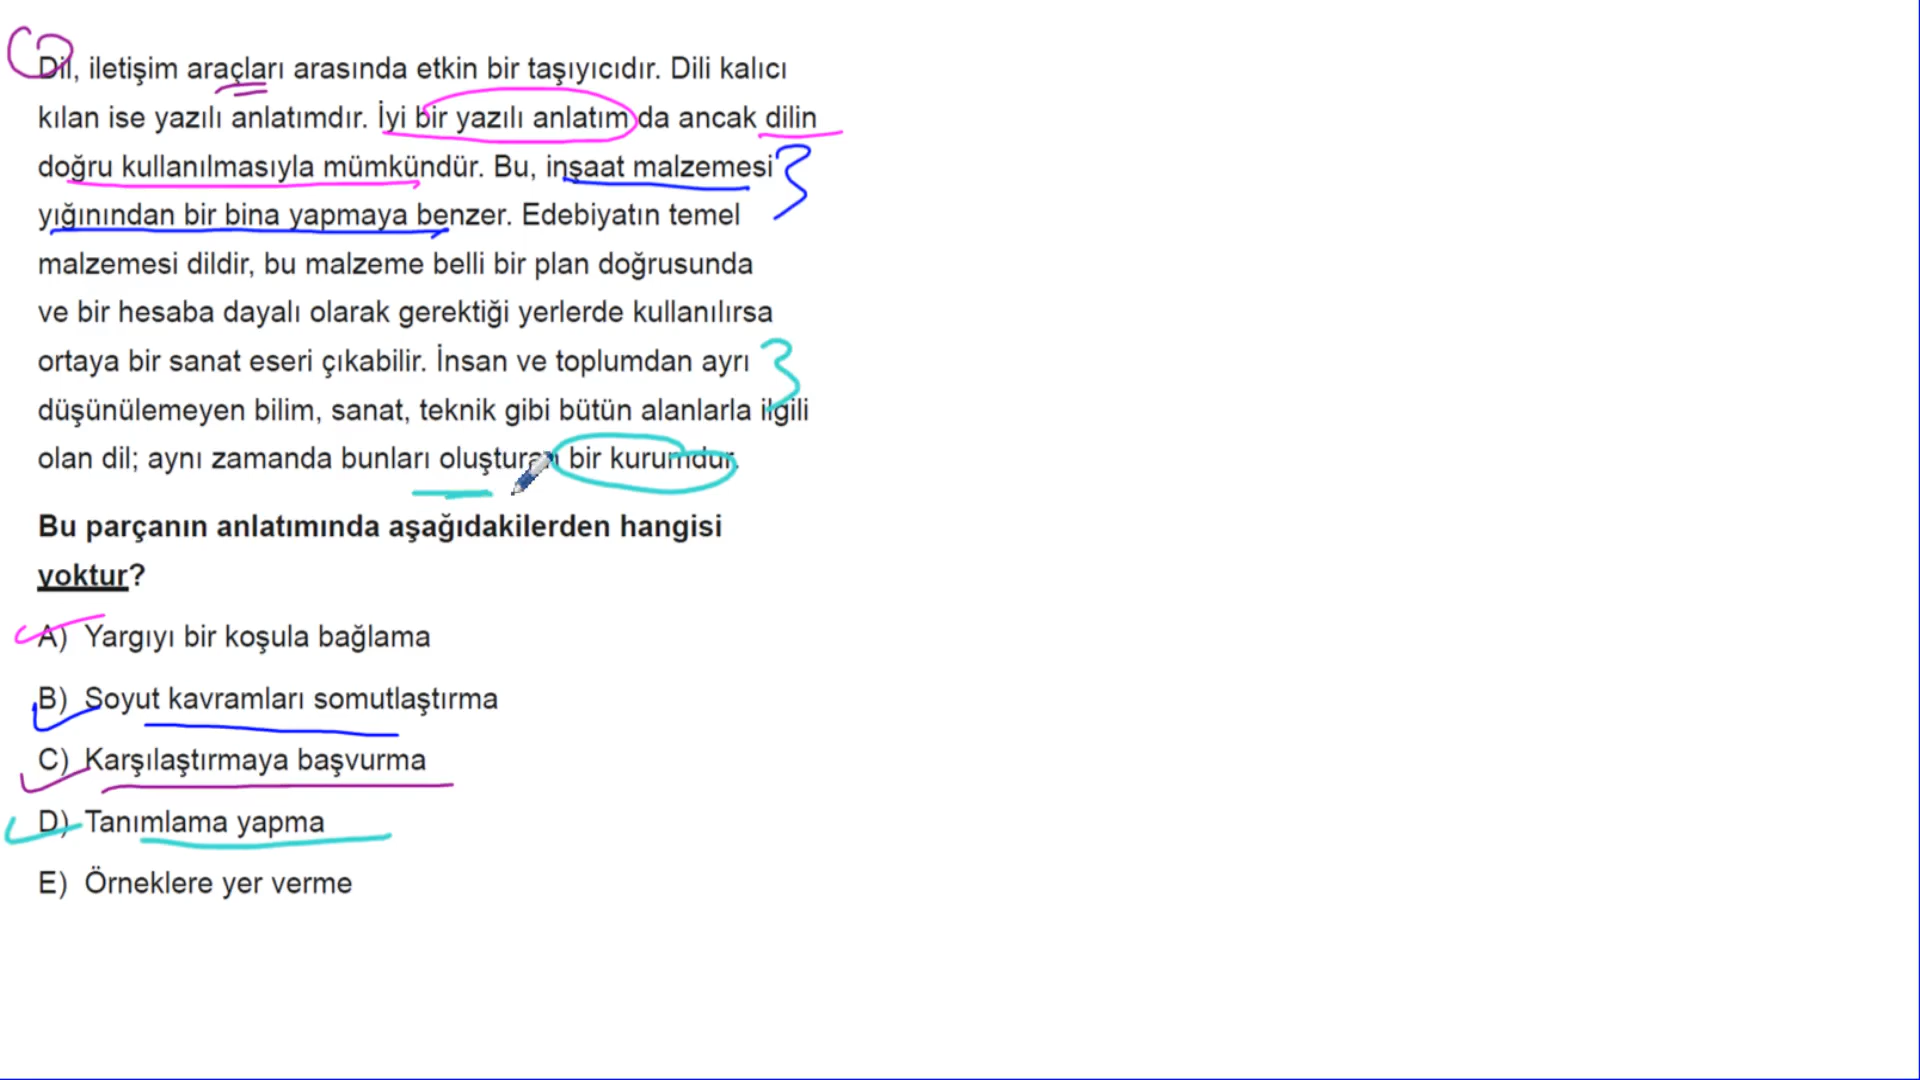 Dil, iletişim araçları arasında etkin bir taşıyıcıdır. Dili kalıcı
kılan ise yazılı anlatımdır. İyi bir yazılı anlatım da ancak dilin
doğru kullanılmasıyla mümkündür. Bu, inşaat malzemesi
yığınından bir bina yapmaya benzer. Edebiyatın temel
malzemesi dildir, bu malzeme belli bir plan doğrusunda
ve bir hesaba dayalı olarak gerektiği yerlerde kullanılırsa
ortaya bir sanat eseri çıkabilir. İnsan ve toplumdan ayrı
düşünülemeyen bilim, sanat, teknik gibi bütün alanlarla ilgili
olan dil; aynı zamanda bunları oluşturan bir kurumdur.
Bu parçanın anlatımında aşağıdakilerden hangisi
yoktur?
A) Yargıyı bir koşula bağlama
B) Soyut kavramları somutlaştırma
C) Karşılaştırmaya başvurma
D) Tanımlama yapma
E) Örneklere yer verme